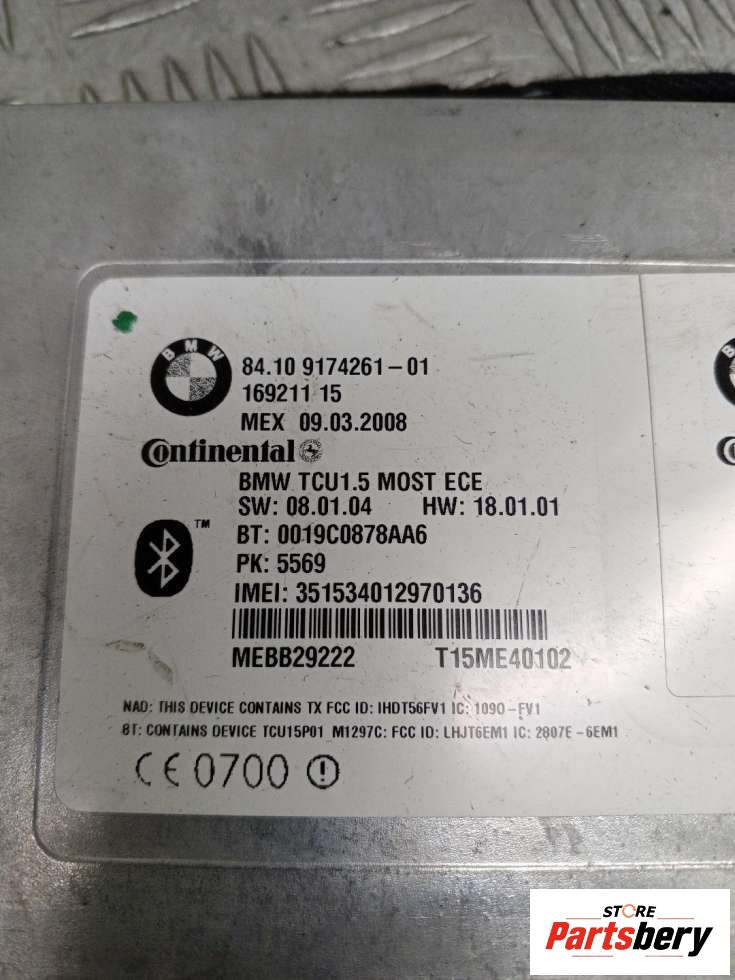 BMW
84.10 9174261-01
169211 15
MEX 09.03.2008
Continental
BMW TCU1.5 MOST ECE
SW: 08.01.04 HW: 18.01.01
BT: 0019C0878AA6
TM
PK: 5569
IMEI: 351534012970136
MEBB29222 T15ME40102
NAD: THIS DEVICE CONTAINS TX FCC ID: IHDT56FV1 IC: 109O-FV1
BT: CONTAINS DEVICE TCU15P01 M1297C: FCC ID: LHJT6EM1 IC: 2807E-6EM1
CE 0700
STORE
Partsbery